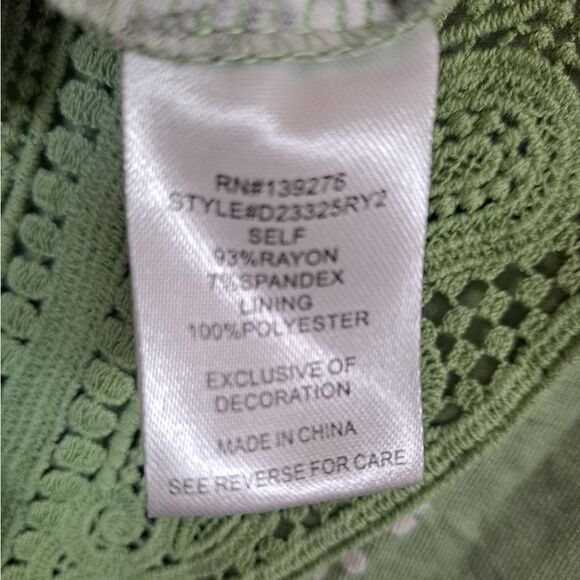 RN#139276
STYLE#D23325RY2
SELF
93%RAYON
7%SPANDEX
LINING
100%POLYESTER
EXCLUSIVE OF
DECORATION
MADE IN CHINA
SEE REVERSE FOR CARE